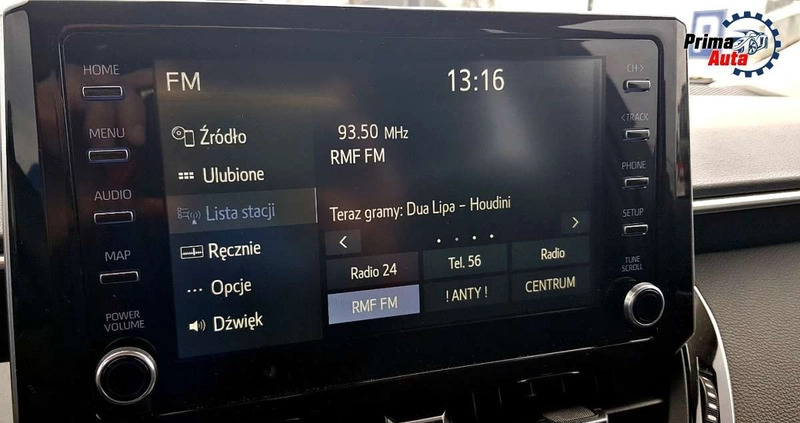 Prima
Auta
HOME
MENU
AUDIO
MAP
POWER
VOLUME
FM
13:16
Źródło
Ulubione
Lista stacji
Ręcznie
Opcje
Dźwięk
93.50 MHz
RMF FM
Teraz gramy: Dua Lipa – Houdini
<
>
Radio 24
Tel. 56
Radio
RMF FM
! ANTY !
CENTRUM
CH>
<TRACK
PHONE
SETUP
TUNE
SCROLL